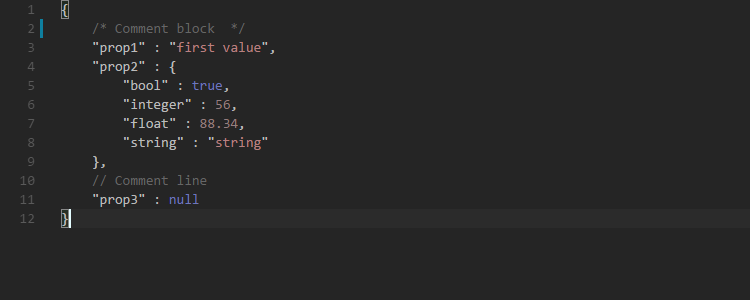 1 {
2     /* Comment block  */
3     "prop1" : "first value",
4     "prop2" : {
5         "bool" : true,
6         "integer" : 56,
7         "float" : 88.34,
8         "string" : "string"
9     },
10     // Comment line
11     "prop3" : null
12 }